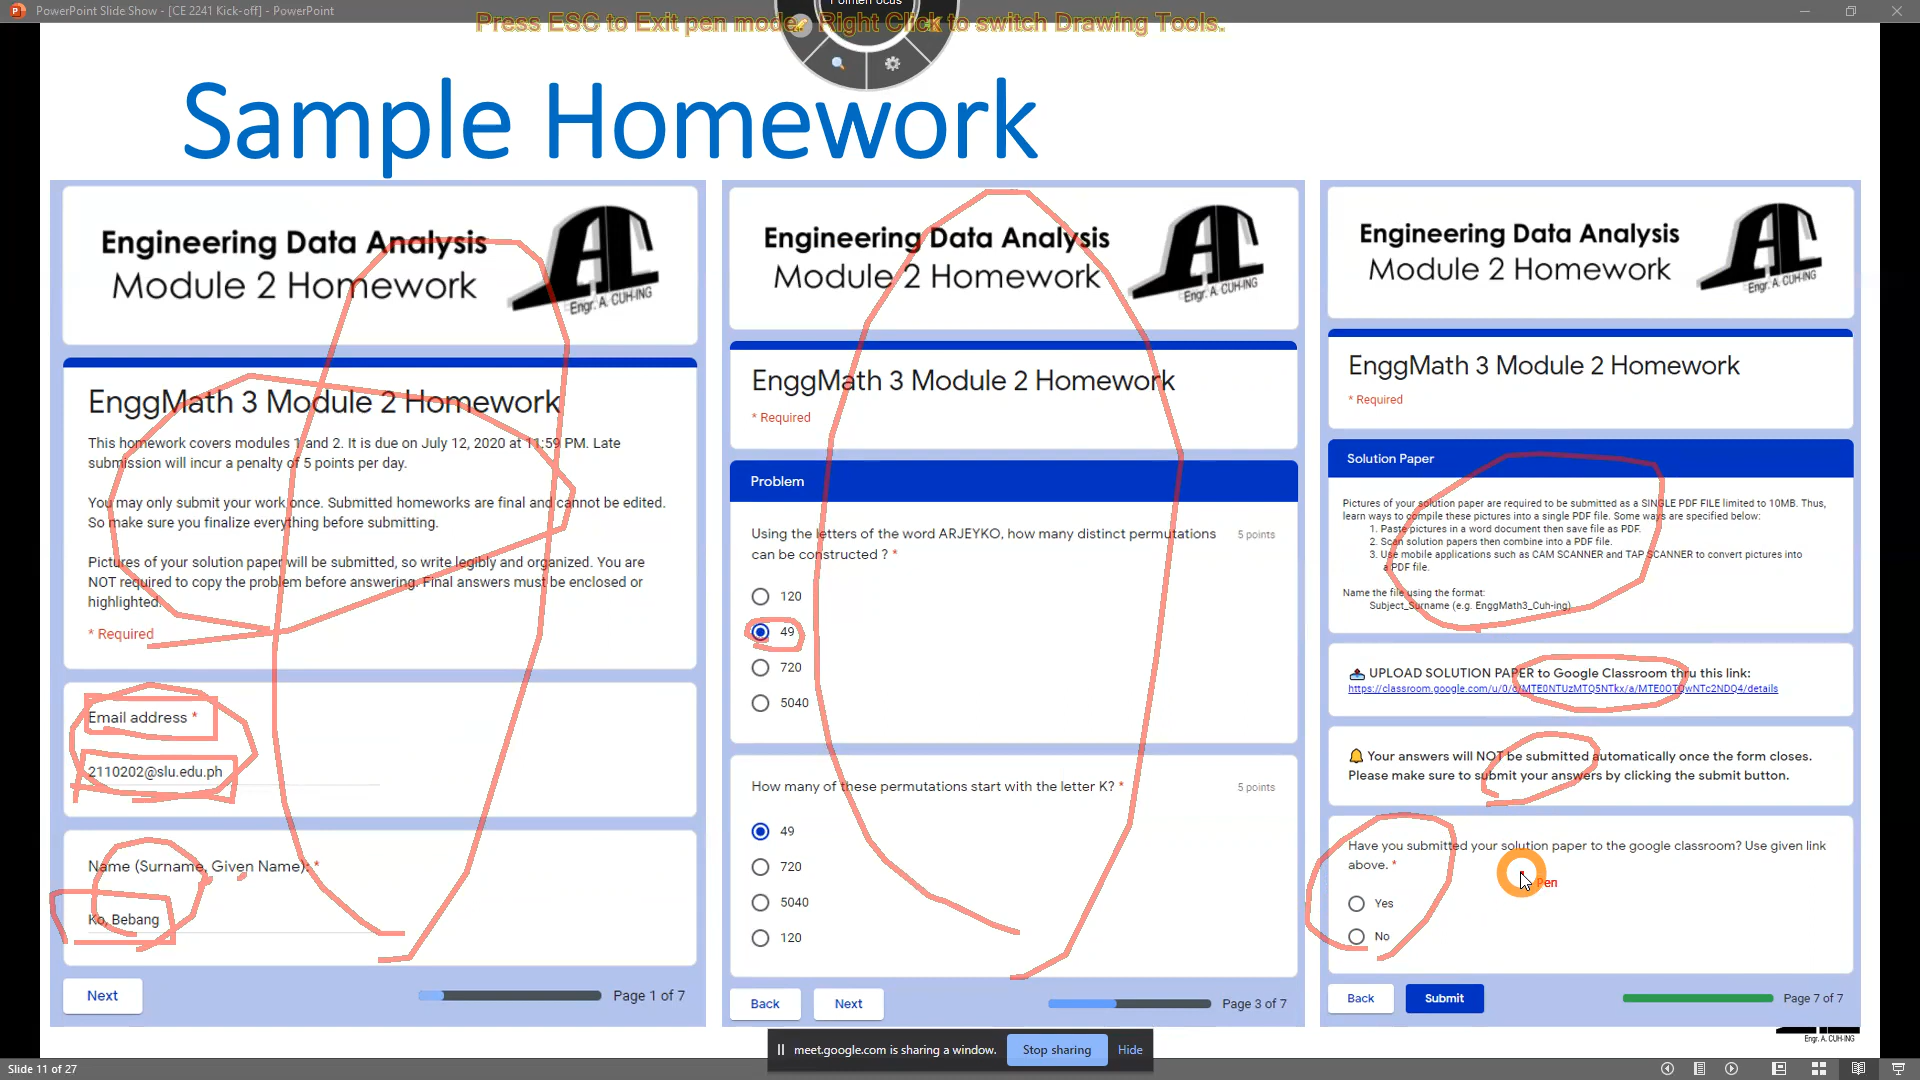 PowerPoint Slide Show - [CE 2241 Kick-off] - PowerPoint
Press ESC to Exit pen mode. Right Click to switch Drawing Tools.
Sample Homework
Engineering Data Analysis
Module 2 Homework
Engr. A. CUH-ING
EnggMath 3 Module 2 Homework
This homework covers modules 1 and 2. It is due on July 12, 2020 at 11:59 PM. Late
submission will incur a penalty of 5 points per day.
You may only submit your work once. Submitted homeworks are final and cannot be edited.
So make sure you finalize everything before submitting.
Pictures of your solution paper will be submitted, so write legibly and organized. You are
NOT required to copy the problem before answering. Final answers must be enclosed or
highlighted.
* Required
Email address *
2110202@slu.edu.ph
Name (Surname, Given Name): *
Ko, Bebang
Next
Page 1 of 7
Engineering Data Analysis
Module 2 Homework
Engr. A. CUH-ING
EnggMath 3 Module 2 Homework
* Required
Problem
Using the letters of the word ARJEYKO, how many distinct permutations
can be constructed ? *
5 points
120
49
720
5040
How many of these permutations start with the letter K? *
5 points
49
720
5040
120
Back
Next
Page 3 of 7
Engineering Data Analysis
Module 2 Homework
Engr. A. CUH-ING
EnggMath 3 Module 2 Homework
* Required
Solution Paper
Pictures of your solution paper are required to be submitted as a SINGLE PDF FILE limited to 10MB. Thus,
learn ways to compile these pictures into a single PDF file. Some ways are specified below:
1. Paste pictures in a word document then save file as PDF.
2. Scan solution papers then combine into a PDF file.
3. Use mobile applications such as CAM SCANNER and TAP SCANNER to convert pictures into
a PDF file.
Name the file using the format:
Subject_Surname (e.g. EnggMath3_Cuh-ing)
UPLOAD SOLUTION PAPER to Google Classroom thru this link:
Your answers will NOT be submitted automatically once the form closes.
Please make sure to submit your answers by clicking the submit button.
Have you submitted your solution paper to the google classroom? Use given link
above. *
Pen
Yes
No
Back
Submit
Page 7 of 7
Engr. A. CUH-ING
meet.google.com is sharing a window.
Stop sharing
Hide
Slide 11 of 27